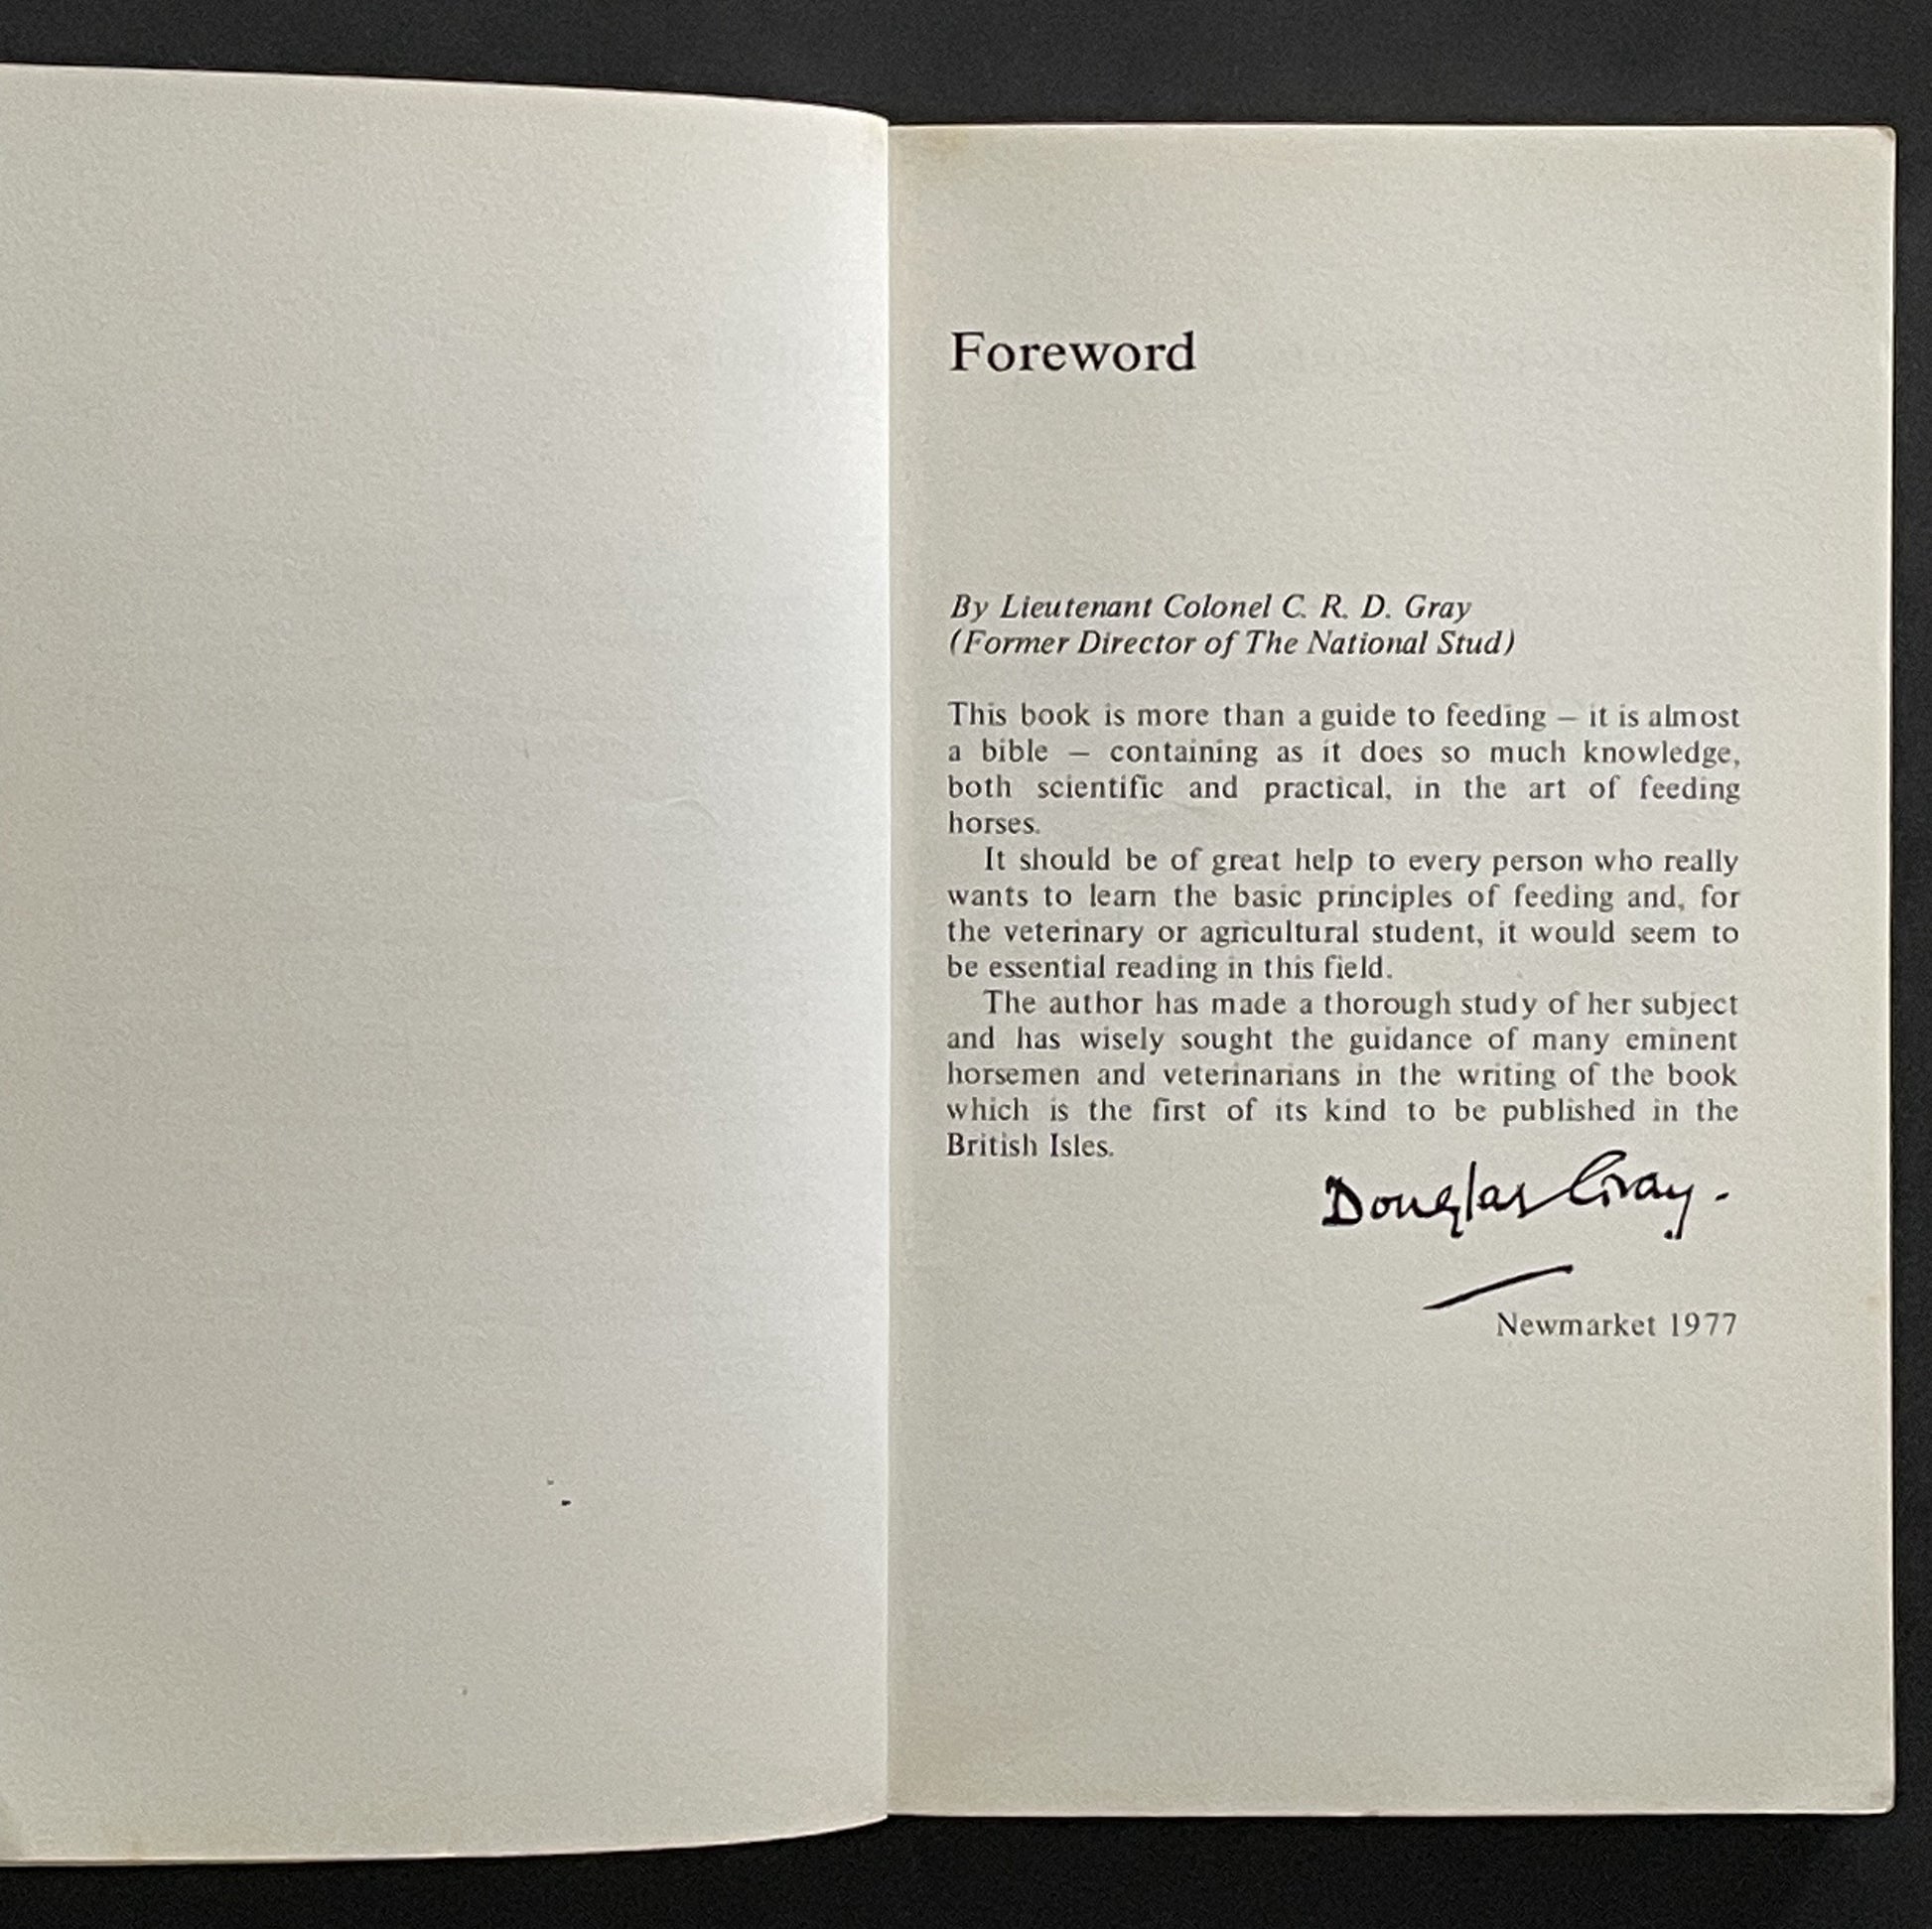 Foreword
By Lieutenant Colonel C. R. D. Gray
(Former Director of The National Stud)
This book is more than a guide to feeding – it is almost
a bible – containing as it does so much knowledge,
both scientific and practical, in the art of feeding
horses.
It should be of great help to every person who really
wants to learn the basic principles of feeding and, for
the veterinary or agricultural student, it would seem to
be essential reading in this field.
The author has made a thorough study of her subject
and has wisely sought the guidance of many eminent
horsemen and veterinarians in the writing of the book
which is the first of its kind to be published in the
British Isles.
Douglas Gray.
Newmarket 1977